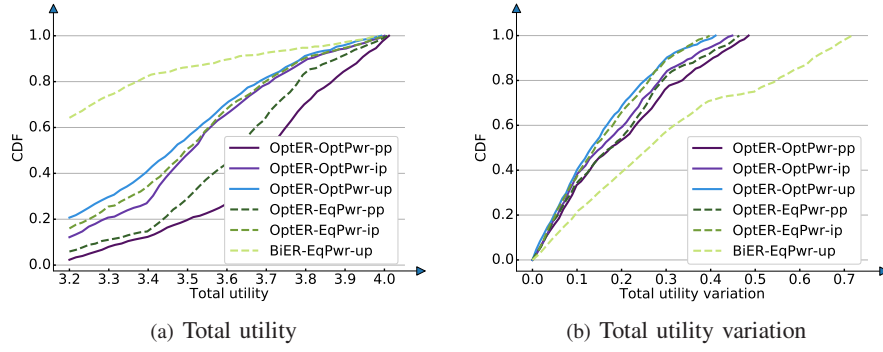 1.0
0.8
0.6
0.4
0.2
0.0
CDF
OptER-OptPwr-pp
OptER-OptPwr-ip
OptER-OptPwr-up
OptER-EqPwr-pp
OptER-EqPwr-ip
BiER-EqPwr-up
3.2 3.3 3.4 3.5 3.6 3.7 3.8 3.9 4.0
Total utility
(a) Total utility
1.0
0.8
0.6
0.4
0.2
0.0
CDF
OptER-OptPwr-pp
OptER-OptPwr-ip
OptER-OptPwr-up
OptER-EqPwr-pp
OptER-EqPwr-ip
BiER-EqPwr-up
0.0 0.1 0.2 0.3 0.4 0.5 0.6 0.7
Total utility variation
(b) Total utility variation